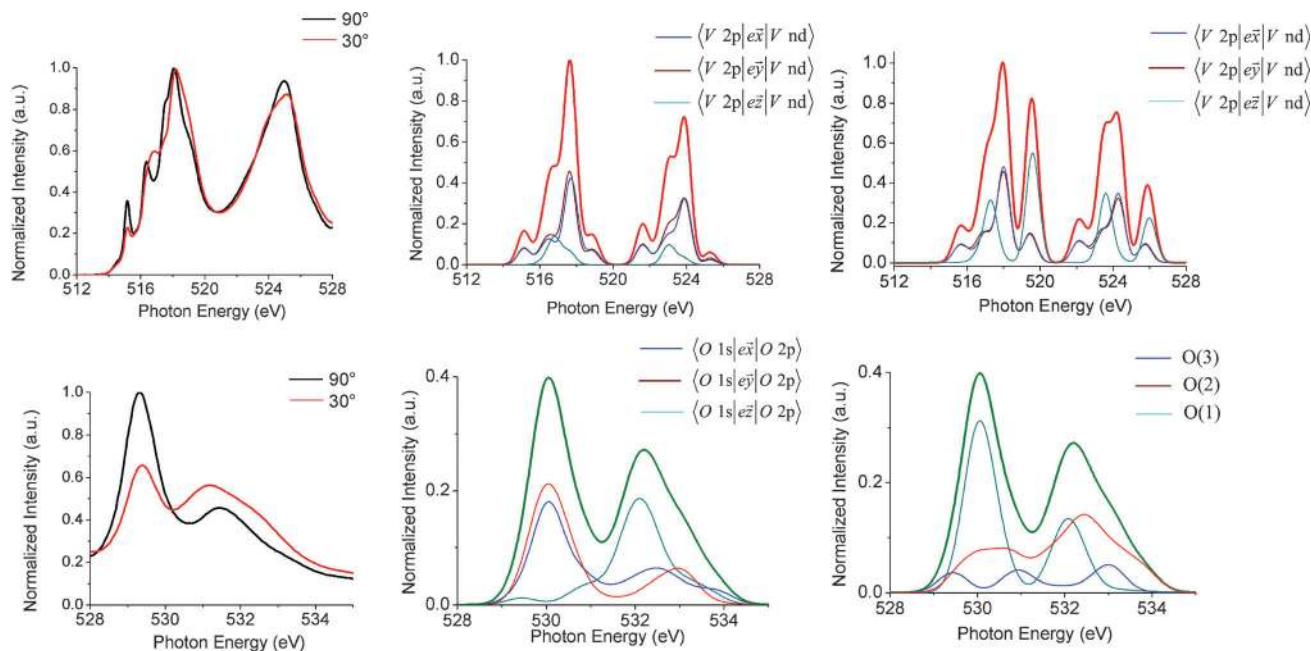 90°
30°
Normalized Intensity (a.u.)
1.0
0.8
0.6
0.4
0.2
0.0
512 516 520 524 528
Photon Energy (eV)
⟨V 2p|ex⃗|V nd⟩
⟨V 2p|ey⃗|V nd⟩
⟨V 2p|ez⃗|V nd⟩
Normalized Intensity (a.u.)
1.0
0.8
0.6
0.4
0.2
0.0
512 516 520 524 528
Photon Energy (eV)
⟨V 2p|ex⃗|V nd⟩
⟨V 2p|ey⃗|V nd⟩
⟨V 2p|ez⃗|V nd⟩
Normalized Intensity (a.u.)
1.0
0.8
0.6
0.4
0.2
0.0
512 516 520 524 528
Photon Energy (eV)
90°
30°
Normalized Intensity (a.u.)
1.0
0.8
0.6
0.4
0.2
0.0
528 530 532 534
Photon Energy (eV)
⟨O 1s|ex⃗|O 2p⟩
⟨O 1s|ey⃗|O 2p⟩
⟨O 1s|ez⃗|O 2p⟩
Normalized Intensity (a.u.)
0.4
0.2
0.0
528 530 532 534
Photon Energy (eV)
O(3)
O(2)
O(1)
Normalized Intensity (a.u.)
0.4
0.2
0.0
528 530 532 534
Photon Energy (eV)